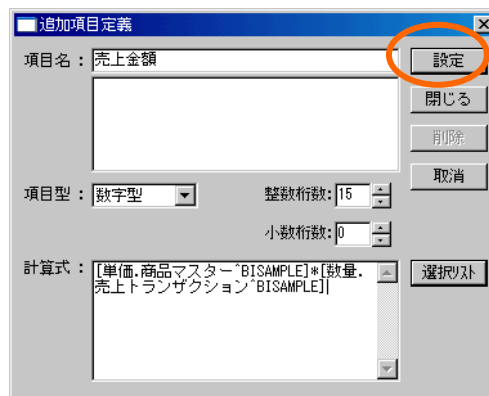 追加項目定義
項目名： 売上金額
設定
閉じる
削除
取消
項目型： 数字型
整数桁数： 15
小数桁数： 0
計算式： [単価.商品マスター^BISAMPLE]*[数量.
売上トランザクション^BISAMPLE]
選択リスト